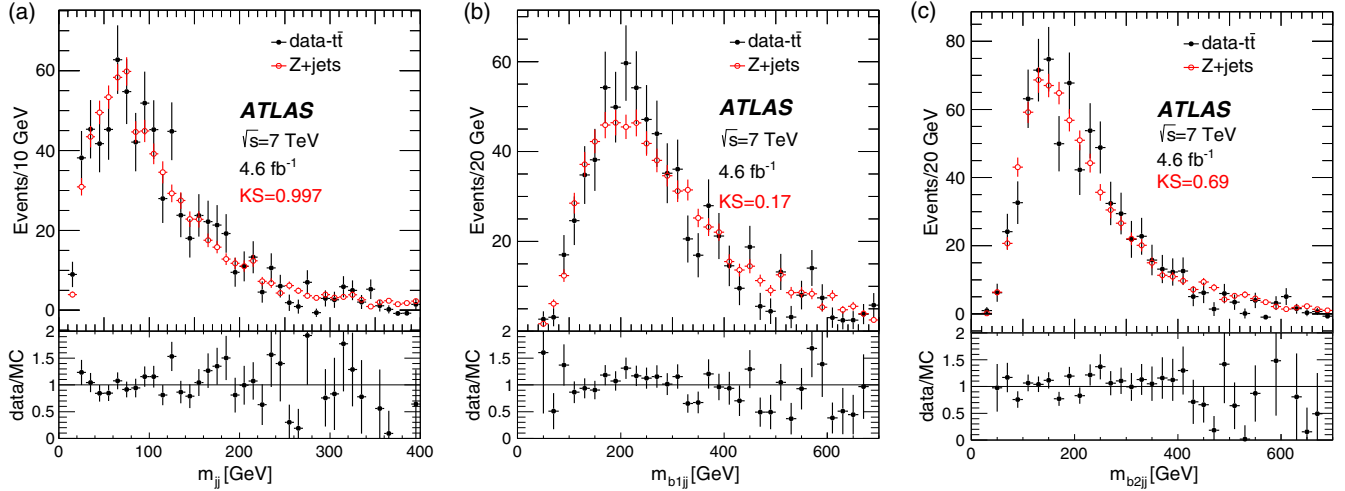 (a)
data-tt̄
Z+jets
ATLAS
√s=7 TeV
4.6 fb⁻¹
KS=0.997
Events/10 GeV
60
40
20
0
data/MC
2
1.5
1
0.5
0
0 100 200 300 400
m_jj [GeV]
(b)
data-tt̄
Z+jets
ATLAS
√s=7 TeV
4.6 fb⁻¹
KS=0.17
Events/20 GeV
60
40
20
data/MC
2
1.5
1
0.5
0
0 200 400 600
m_b1jj [GeV]
(c)
data-tt̄
Z+jets
ATLAS
√s=7 TeV
4.6 fb⁻¹
KS=0.69
Events/20 GeV
80
60
40
20
0
data/MC
2
1.5
1
0.5
0
0 200 400 600
m_b2jj [GeV]